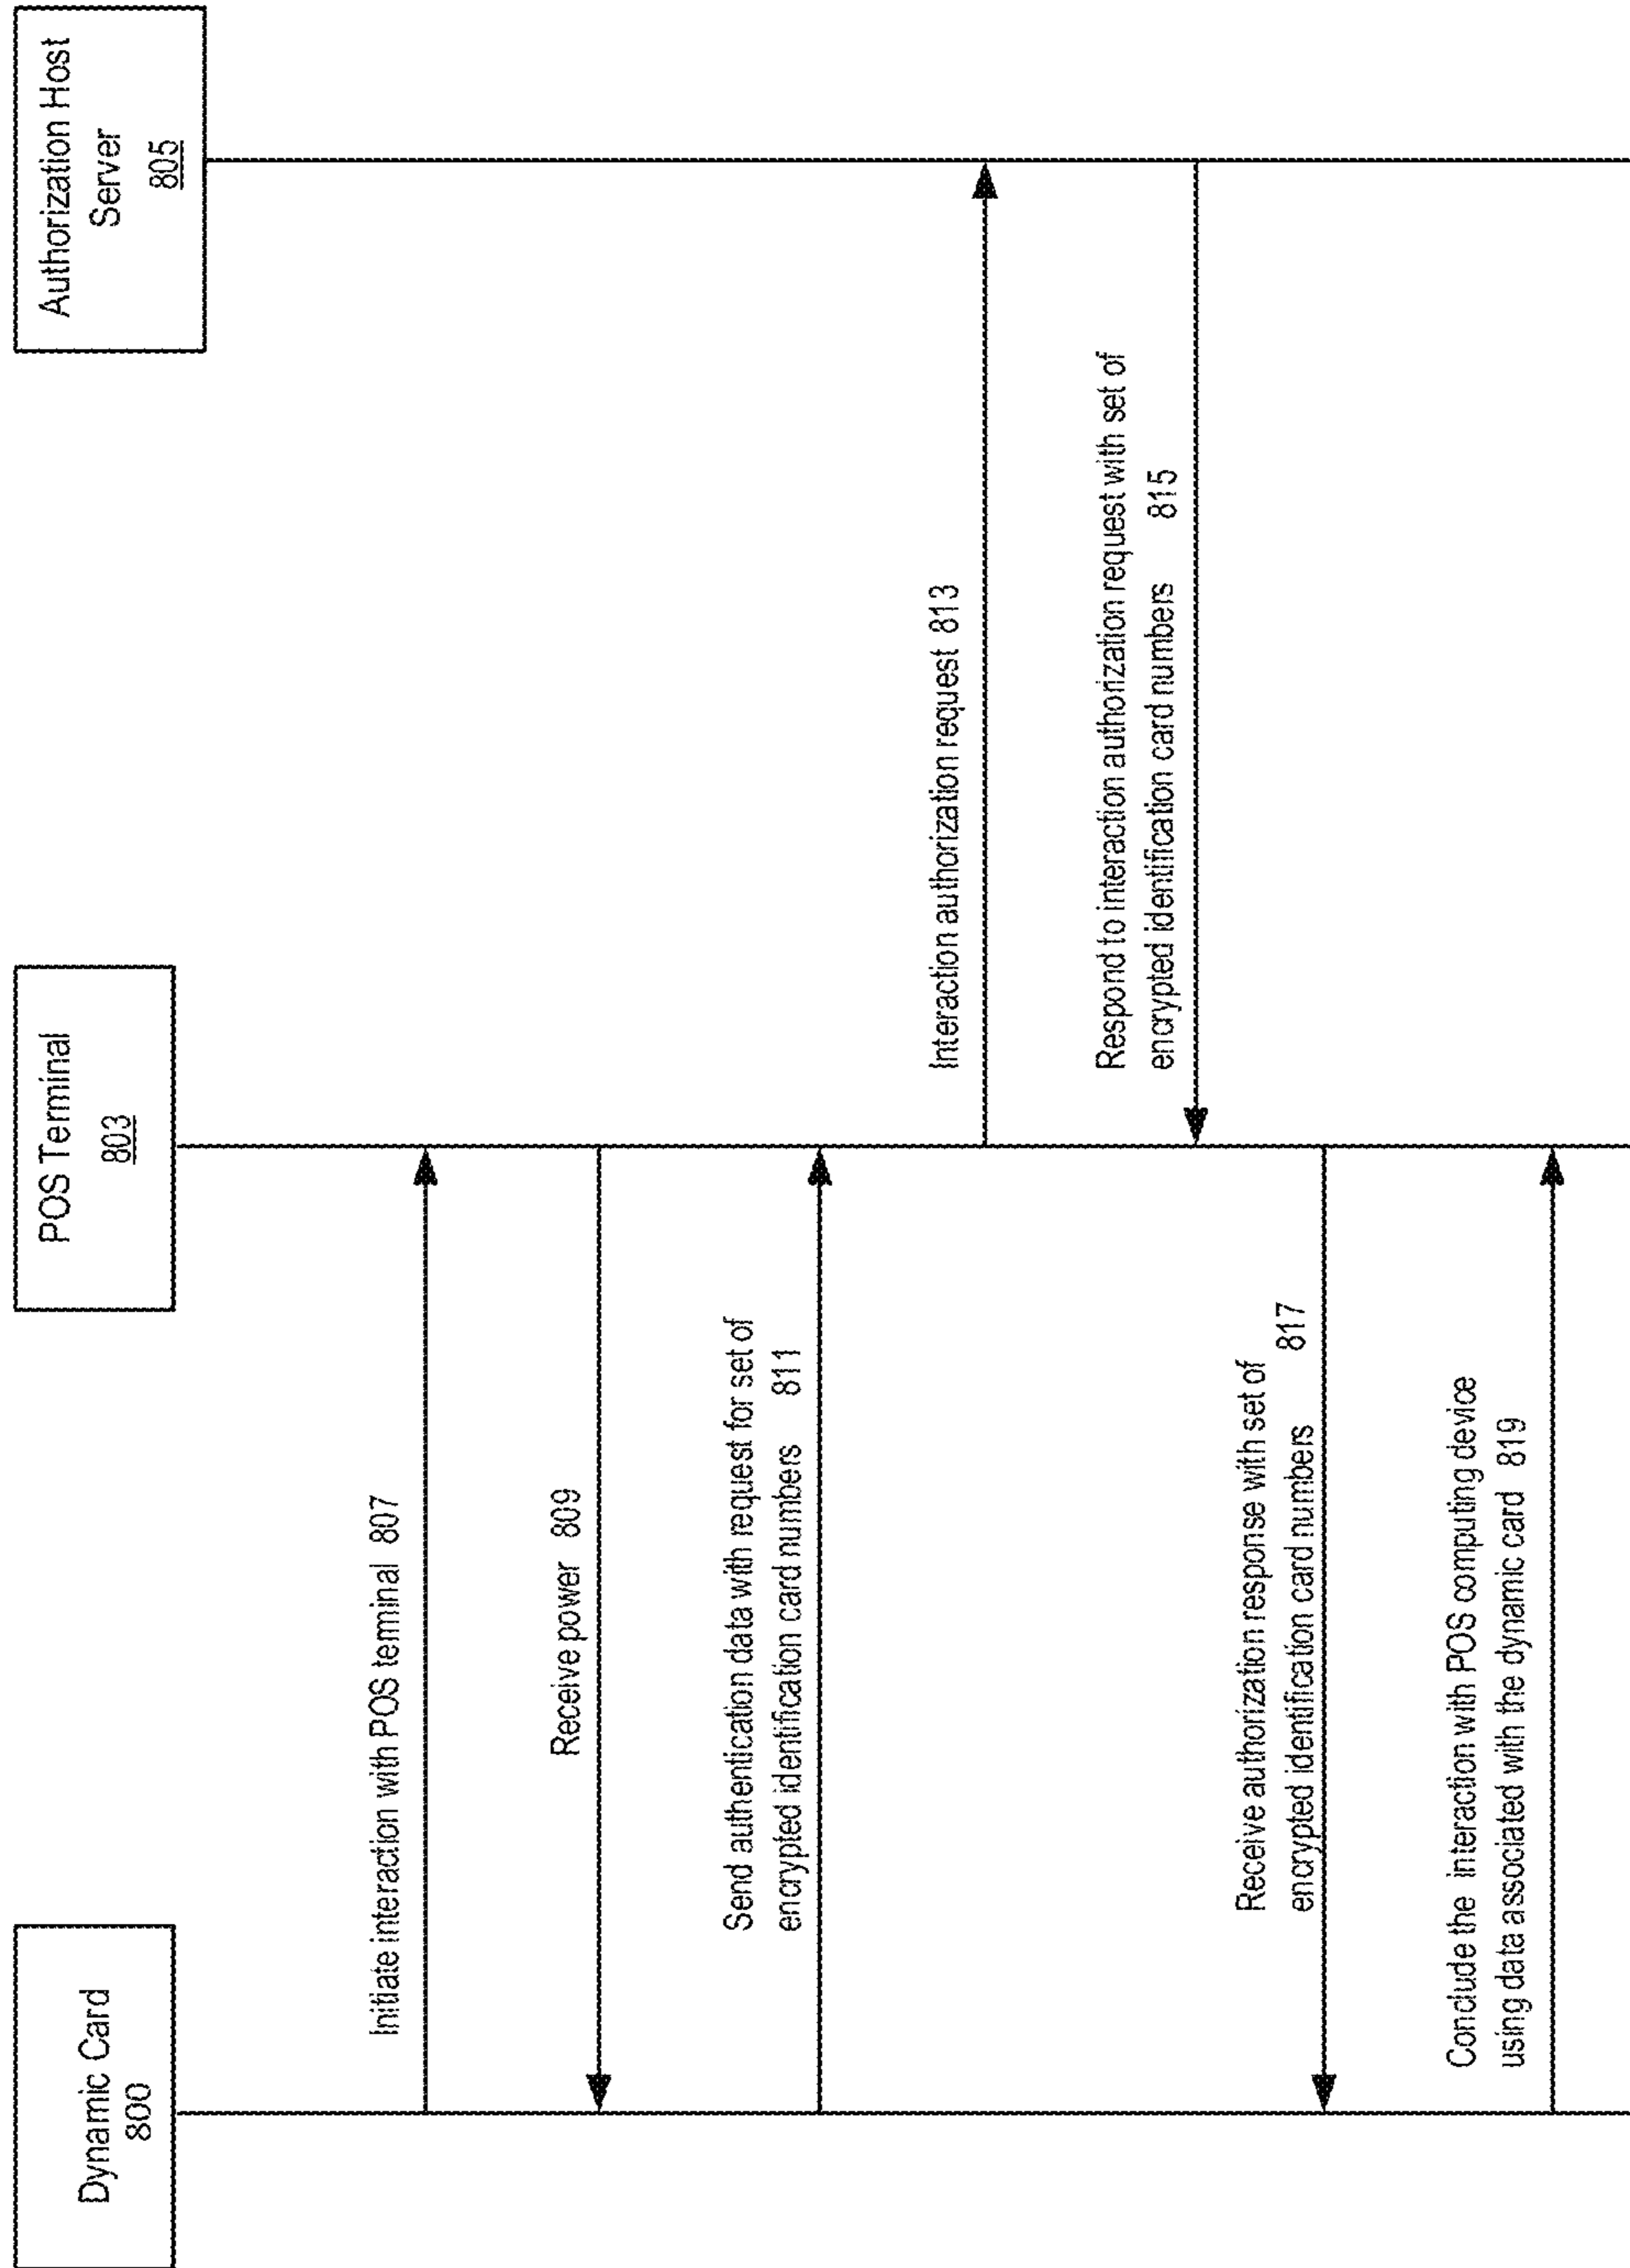 Dynamic Card
800
POS Terminal
803
Authorization Host
Server
805
Initiate interaction with POS terminal 807
Receive power 809
Send authentication data with request for set of
encrypted identification card numbers 811
Interaction authorization request 813
Respond to interaction authorization request with set of
encrypted identification card numbers 815
Receive authorization response with set of
encrypted identification card numbers 817
Conclude the interaction with POS computing device
using data associated with the dynamic card 819